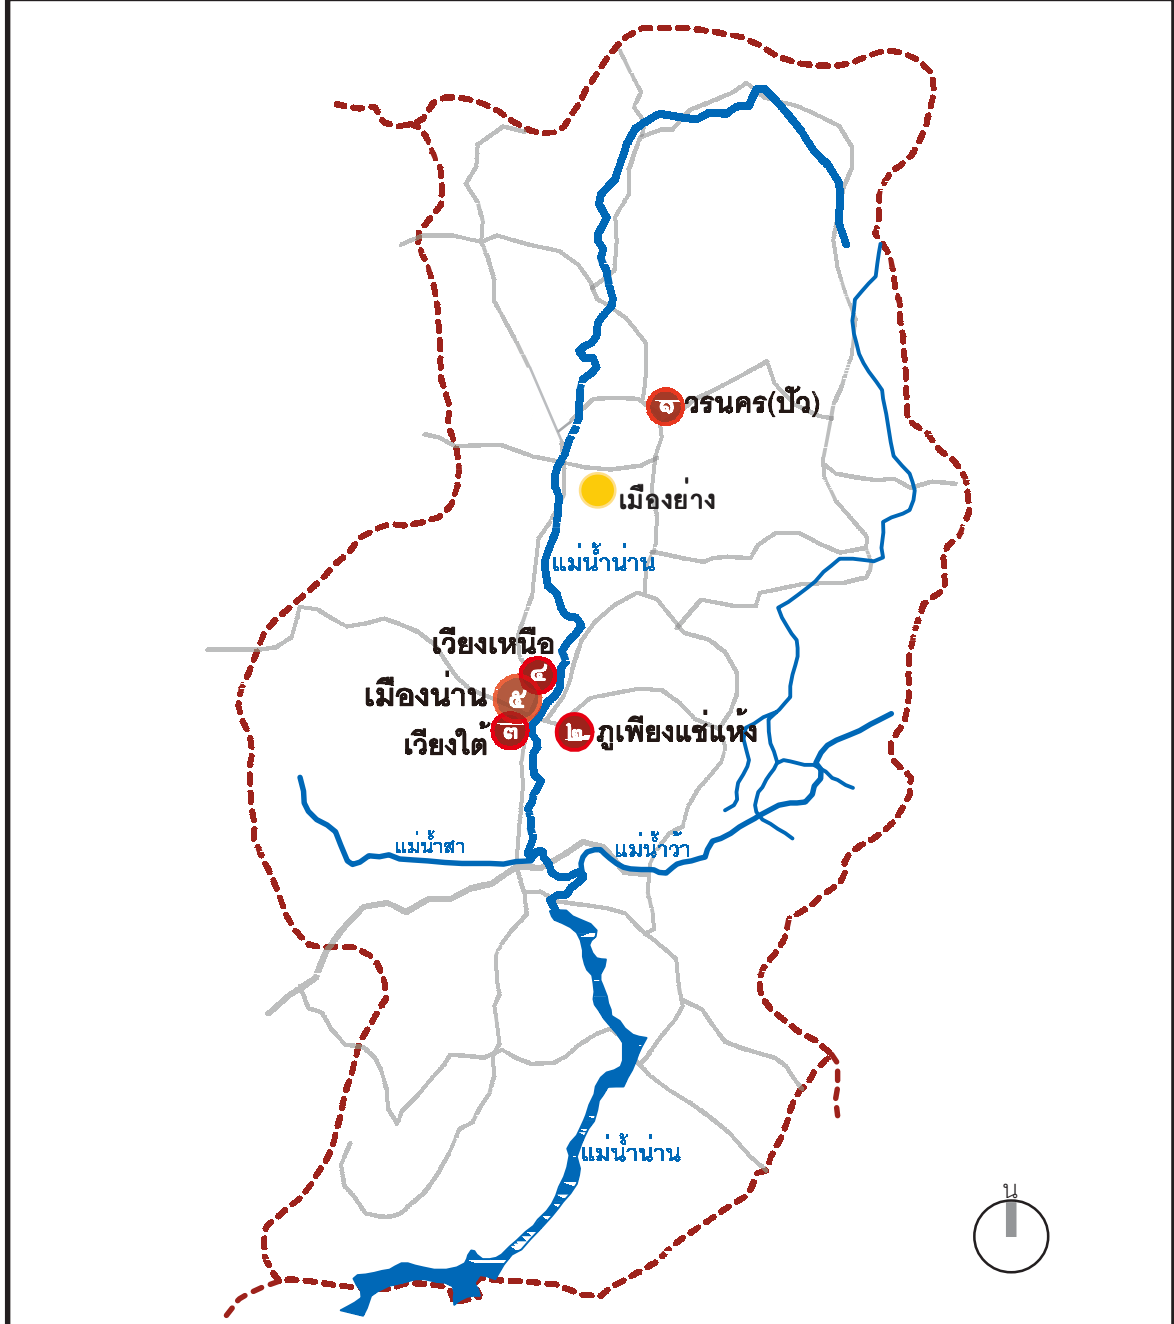 ๑ วรนคร(ปัว)
เมืองย่าง
แม่น้ำน่าน
เวียงเหนือ
๔
เมืองน่าน ๕
๓
เวียงใต้
๒ ภูเพียงแช่แห้ง
แม่น้ำสา
แม่น้ำว้า
แม่น้ำน่าน
น